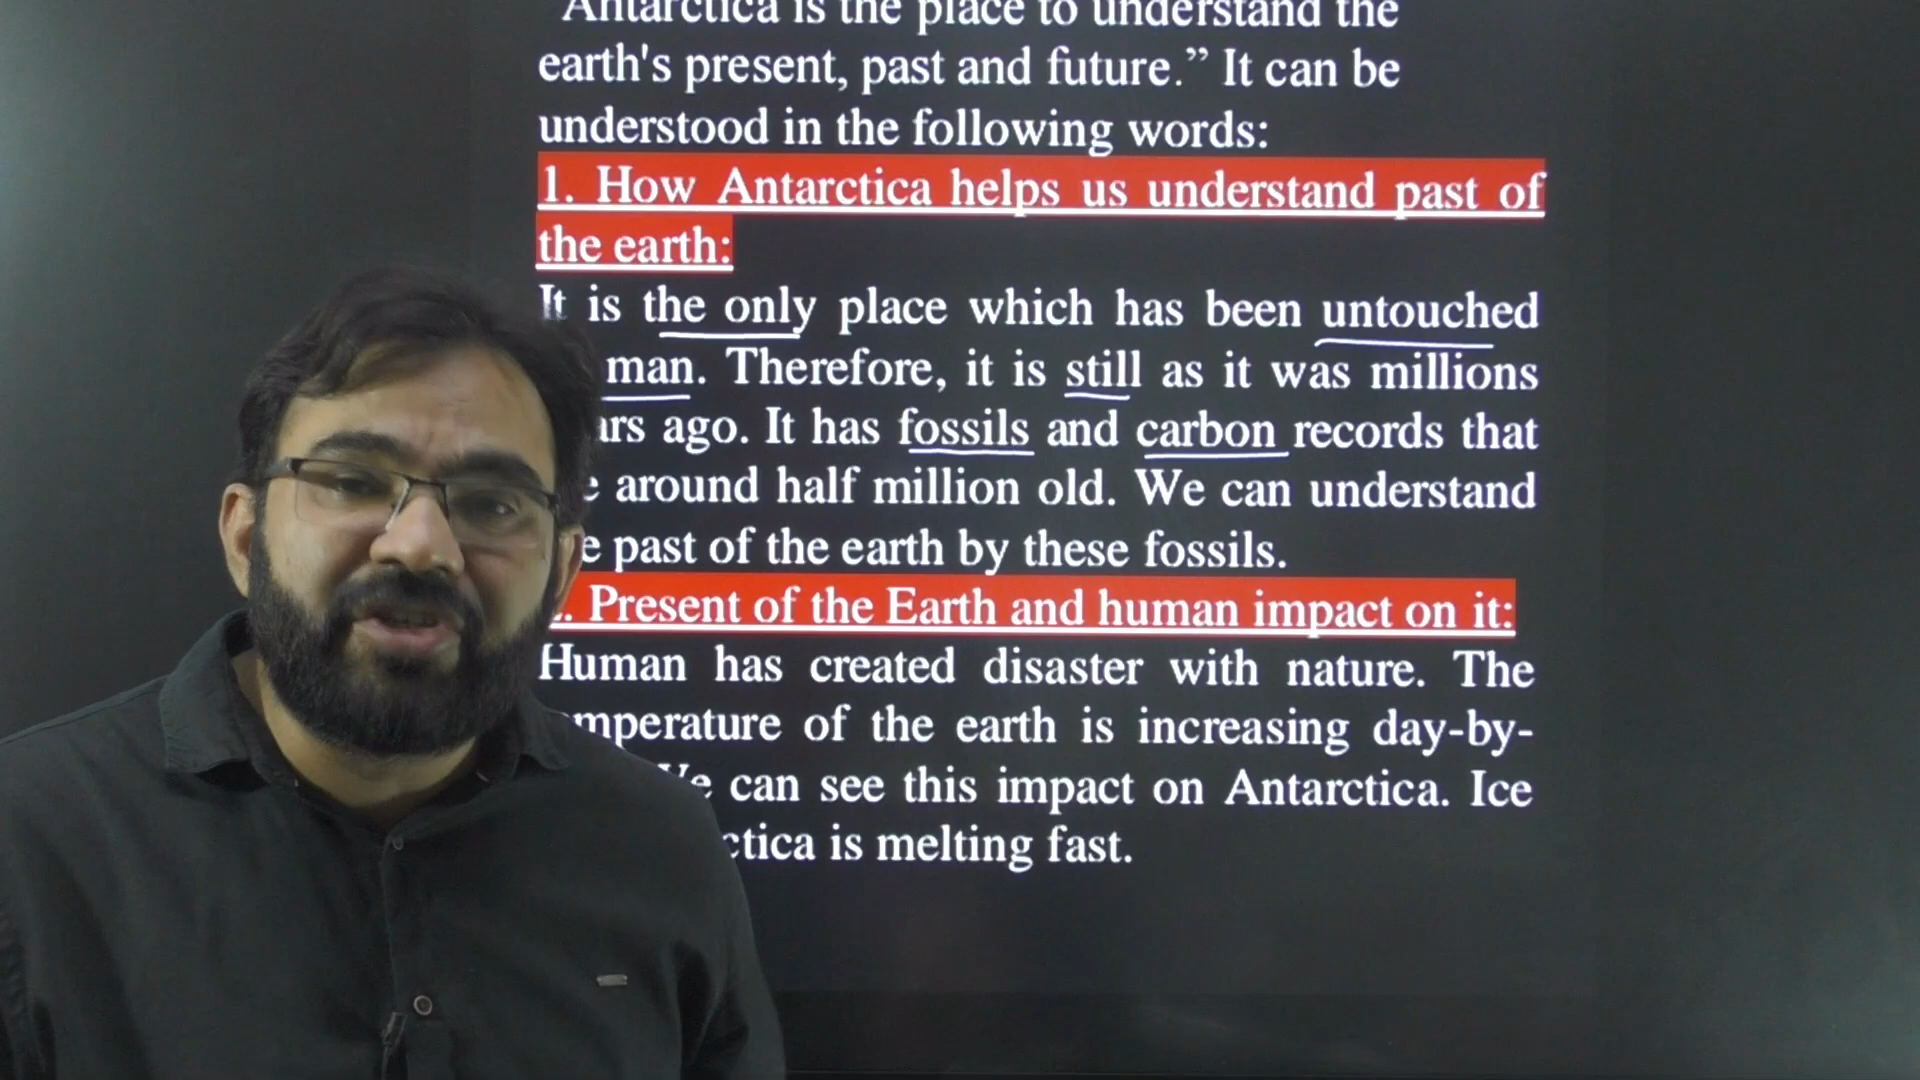 Antarctica is the place to understand the
earth's present, past and future.” It can be
understood in the following words:
1. How Antarctica helps us understand past of
the earth:
It is the only place which has been untouched
man. Therefore, it is still as it was millions
ago. It has fossils and carbon records that
around half million old. We can understand
past of the earth by these fossils.
Present of the Earth and human impact on it:
Human has created disaster with nature. The
of the earth is increasing day-by-
can see this impact on Antarctica. Ice
is melting fast.